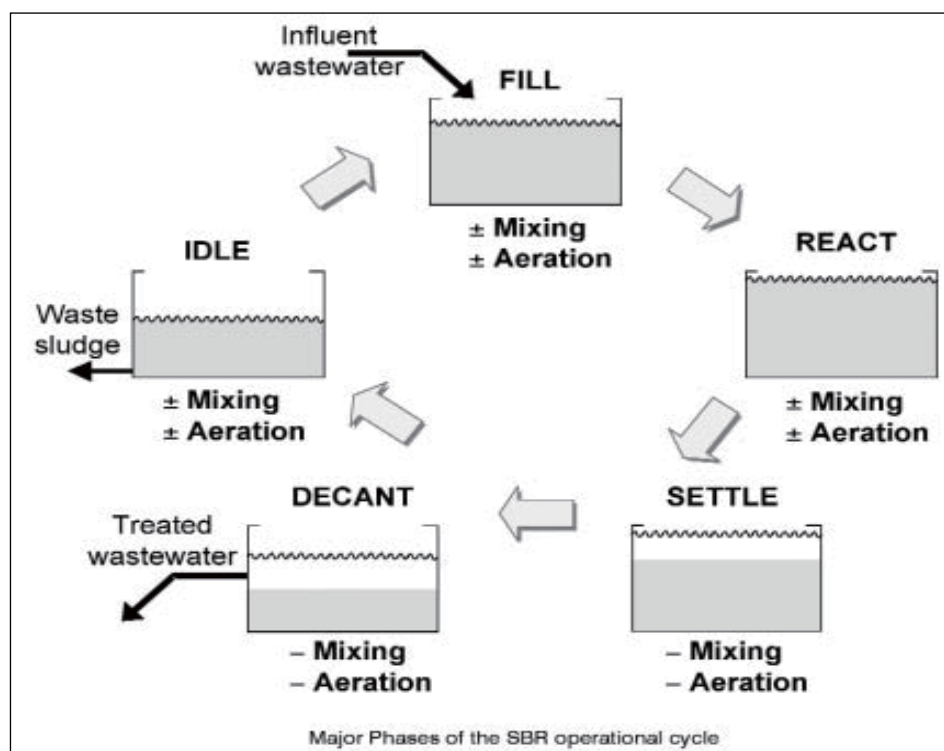 Influent
wastewater
FILL
± Mixing
± Aeration
REACT
± Mixing
± Aeration
SETTLE
– Mixing
– Aeration
DECANT
Treated
wastewater
– Mixing
– Aeration
IDLE
Waste
sludge
± Mixing
± Aeration
Major Phases of the SBR operational cycle